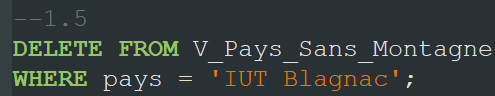 --1.5
DELETE FROM V_Pays_Sans_Montagne
WHERE pays = 'IUT Blagnac';